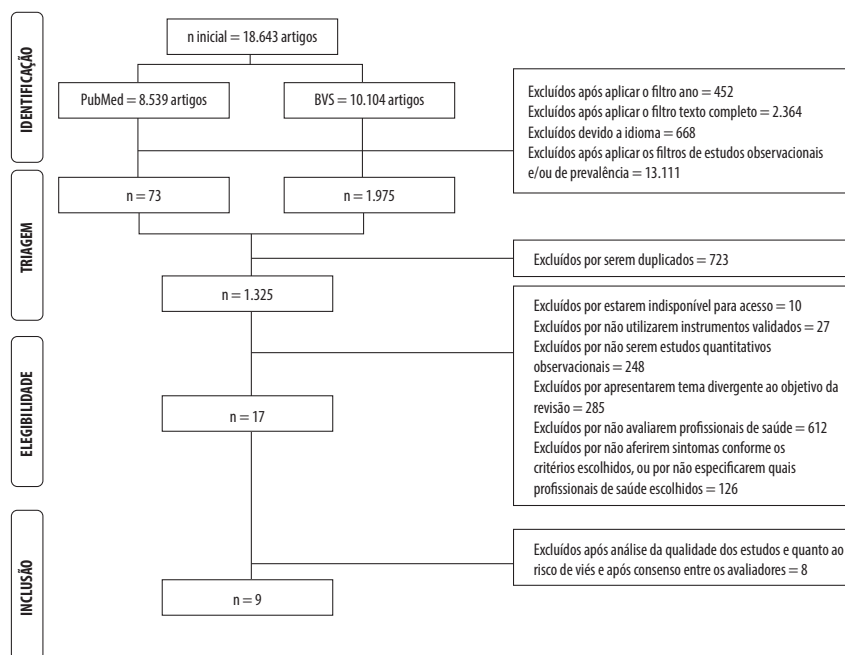 IDENTIFICAÇÃO
n inicial = 18.643 artigos
PubMed = 8.539 artigos
BVS = 10.104 artigos
Excluídos após aplicar o filtro ano = 452
Excluídos após aplicar o filtro texto completo = 2.364
Excluídos devido a idioma = 668
Excluídos após aplicar os filtros de estudos observacionais
e/ou de prevalência = 13.111
TRIAGEM
n = 73
n = 1.975
Excluídos por serem duplicados = 723
n = 1.325
ELEGIBILIDADE
Excluídos por estarem indisponível para acesso = 10
Excluídos por não utilizarem instrumentos validados = 27
Excluídos por não serem estudos quantitativos
observacionais = 248
Excluídos por apresentarem tema divergente ao objetivo da
revisão = 285
Excluídos por não avaliarem profissionais de saúde = 612
Excluídos por não aferirem sintomas conforme os
critérios escolhidos, ou por não especificarem quais
profissionais de saúde escolhidos = 126
n = 17
INCLUSÃO
Excluídos após análise da qualidade dos estudos e quanto ao
risco de viés e após consenso entre os avaliadores = 8
n = 9